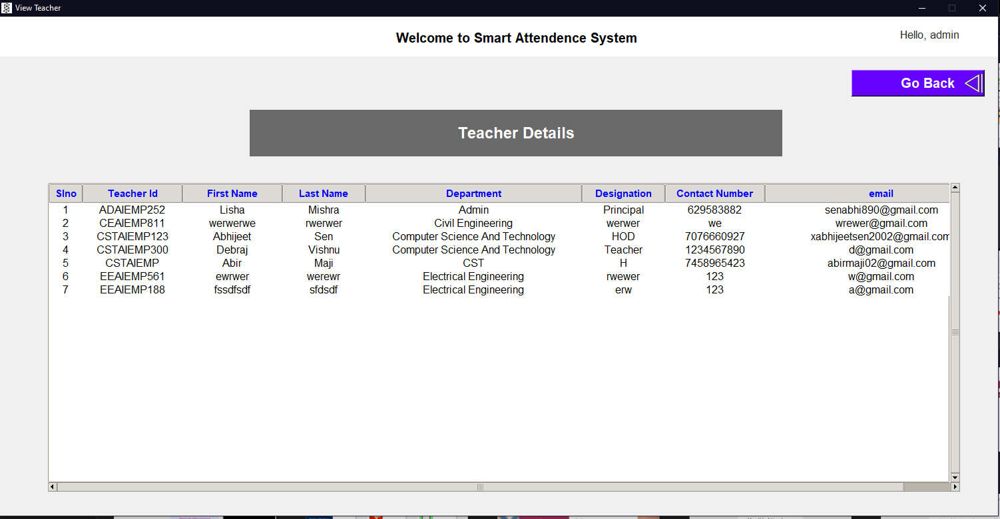 View Teacher
Welcome to Smart Attendence System
Hello, admin
Go Back
Teacher Details
Slno Teacher Id First Name Last Name Department Designation Contact Number email
1 ADAIEMP252 Lisha Mishra Admin Principal 629583882 senabhi890@gmail.com
2 CEAIEMP811 werwerwe rwerwer Civil Engineering werwer we wrewer@gmail.com
3 CSTAIEMP123 Abhijeet Sen Computer Science And Technology HOD 7076660927 xabhijeetsen2002@gmail.com
4 CSTAIEMP300 Debraj Vishnu Computer Science And Technology Teacher 1234567890 d@gmail.com
5 CSTAIEMP Abir Maji CST H 7458965423 abirmaji02@gmail.com
6 EEAIEMP561 ewrwer werewr Electrical Engineering rwewer 123 w@gmail.com
7 EEAIEMP188 fssdfsdf sfdsdf Electrical Engineering erw 123 a@gmail.com